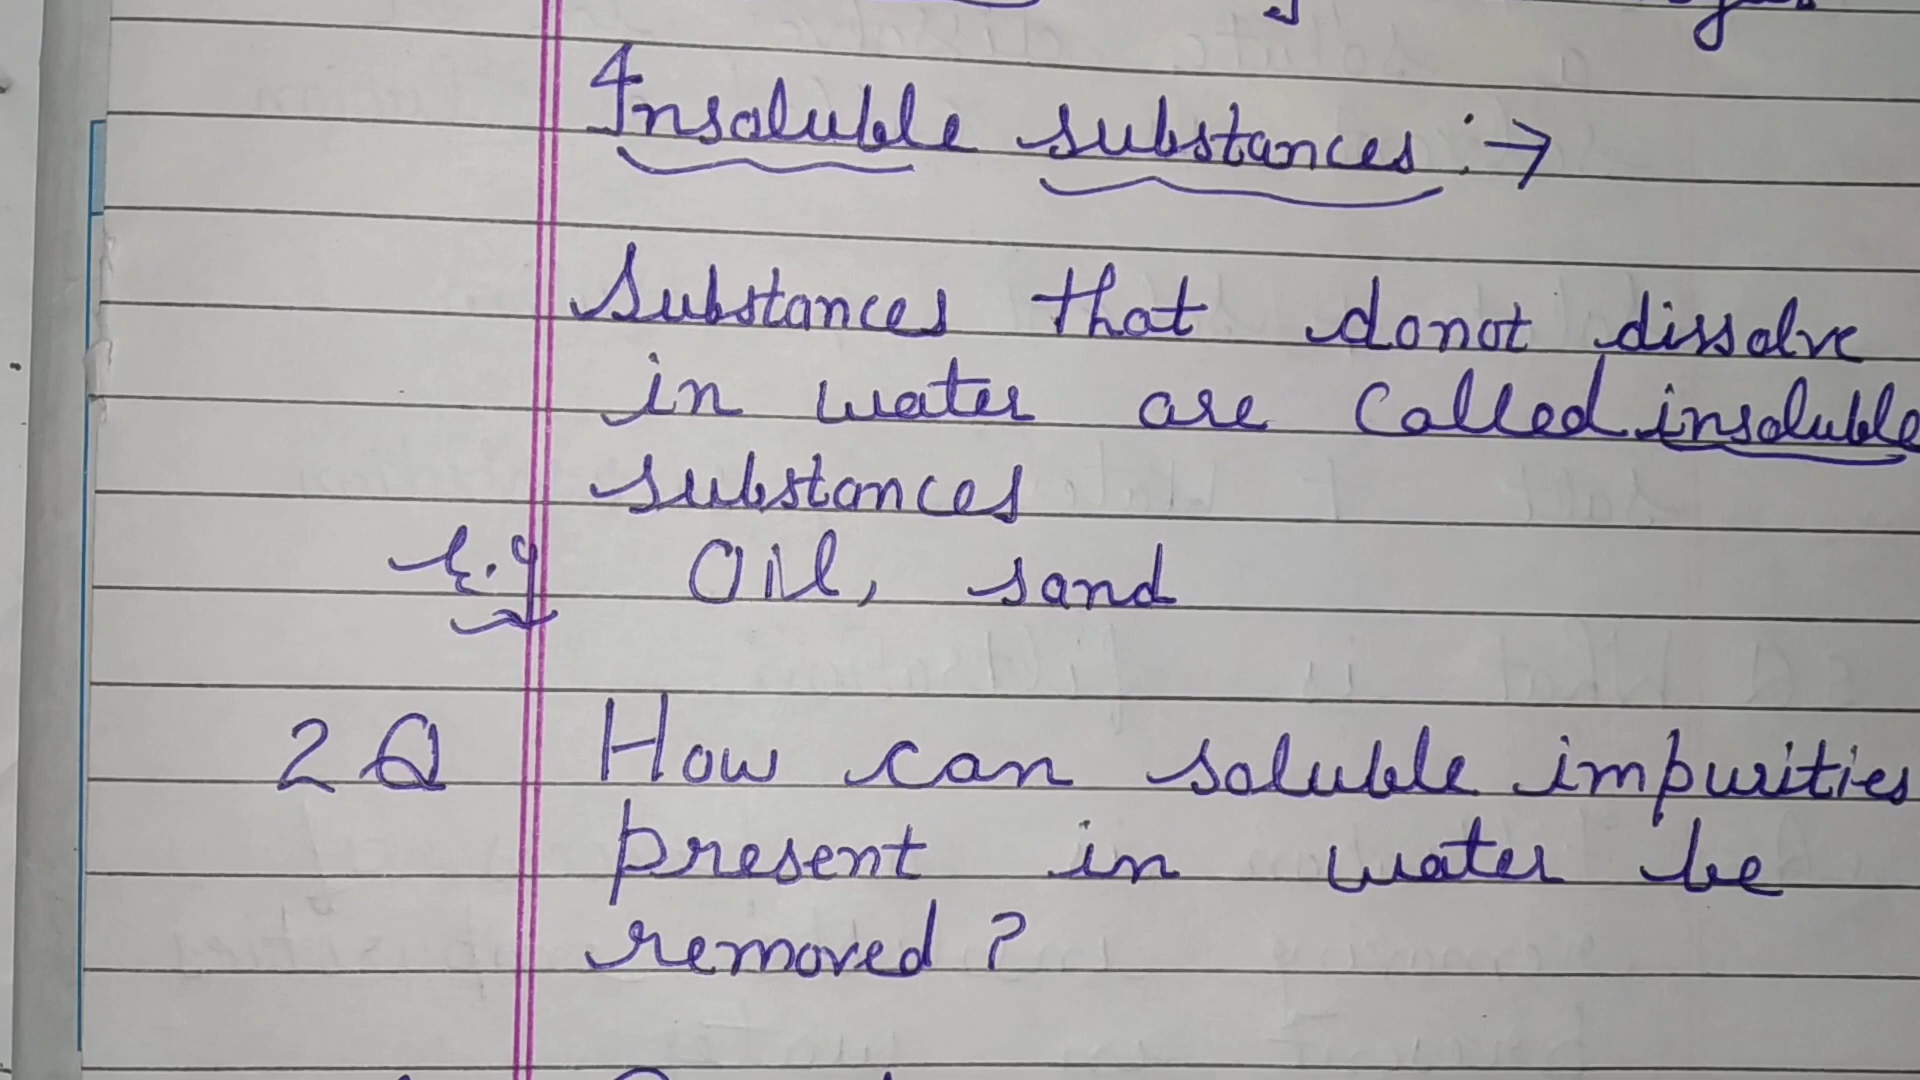 Insoluble substances :→
Substances that donot dissolve
in water are called insoluble
substances
E.g Oil, sand
2 Q How can soluble impurities
present in water be
removed ?